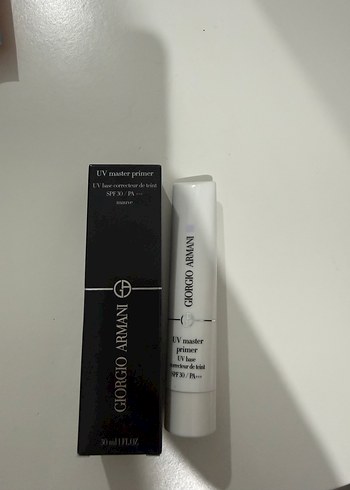 UV master primer
UV base correcteur de teint
SPF30 / PA+++
mauve
GIORGIO ARMANI
30 ml 1 FL.OZ
GIORGIO ARMANI
UV master
primer
UV base
correcteur de teint
SPF30 / PA+++